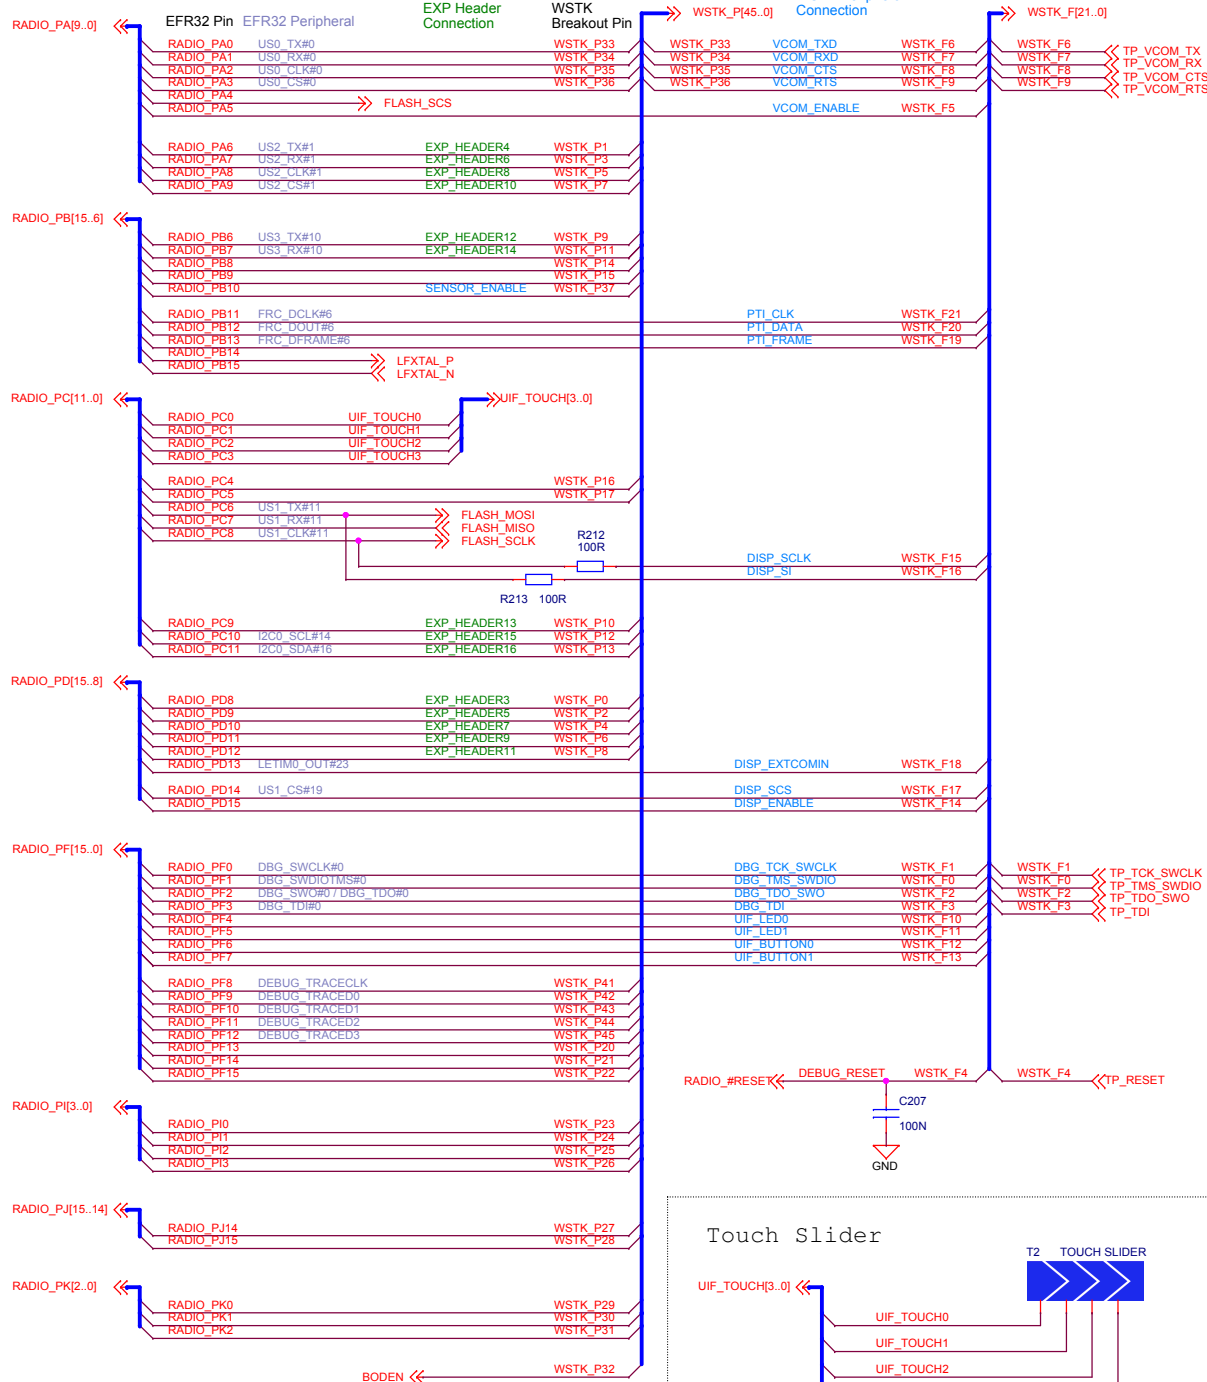 EXP Header WSTK WSTK_P[45..0] WSTK_F[21..0]
RADIO_PA[9..0] EFR32 Pin EFR32 Peripheral Connection Breakout Pin Connection
RADIO_PA0 US0_TX#0 WSTK_P33 WSTK_P33 VCOM_TXD WSTK_F6 WSTK_F6 TP_VCOM_TX
RADIO_PA1 US0_RX#0 WSTK_P34 WSTK_P34 VCOM_RXD WSTK_F7 WSTK_F7 TP_VCOM_RX
RADIO_PA2 US0_CLK#0 WSTK_P35 WSTK_P35 VCOM_CTS WSTK_F8 WSTK_F8 TP_VCOM_CTS
RADIO_PA3 US0_CS#0 WSTK_P36 WSTK_P36 VCOM_RTS WSTK_F9 WSTK_F9 TP_VCOM_RTS
RADIO_PA4 FLASH_SCS
RADIO_PA5 VCOM_ENABLE WSTK_F5
RADIO_PA6 US2_TX#1 EXP_HEADER4 WSTK_P1
RADIO_PA7 US2_RX#1 EXP_HEADER6 WSTK_P3
RADIO_PA8 US2_CLK#1 EXP_HEADER8 WSTK_P5
RADIO_PA9 US2_CS#1 EXP_HEADER10 WSTK_P7
RADIO_PB[15..6]
RADIO_PB6 US3_TX#10 EXP_HEADER12 WSTK_P9
RADIO_PB7 US3_RX#10 EXP_HEADER14 WSTK_P11
RADIO_PB8 WSTK_P14
RADIO_PB9 WSTK_P15
RADIO_PB10 SENSOR_ENABLE WSTK_P37
RADIO_PB11 FRC_DCLK#6 PTI_CLK WSTK_F21
RADIO_PB12 FRC_DOUT#6 PTI_DATA WSTK_F20
RADIO_PB13 FRC_DFRAME#6 PTI_FRAME WSTK_F19
RADIO_PB14 LFXTAL_P
RADIO_PB15 LFXTAL_N
RADIO_PC[11..0] UIF_TOUCH[3..0]
RADIO_PC0 UIF_TOUCH0
RADIO_PC1 UIF_TOUCH1
RADIO_PC2 UIF_TOUCH2
RADIO_PC3 UIF_TOUCH3
RADIO_PC4 WSTK_P16
RADIO_PC5 WSTK_P17
RADIO_PC6 US1_TX#11 FLASH_MOSI
RADIO_PC7 US1_RX#11 FLASH_MISO
RADIO_PC8 US1_CLK#11 FLASH_SCLK
R212
100R
DISP_SCLK WSTK_F15
DISP_SI WSTK_F16
R213 100R
RADIO_PC9 EXP_HEADER13 WSTK_P10
RADIO_PC10 I2C0_SCL#14 EXP_HEADER15 WSTK_P12
RADIO_PC11 I2C0_SDA#16 EXP_HEADER16 WSTK_P13
RADIO_PD[15..8]
RADIO_PD8 EXP_HEADER3 WSTK_P0
RADIO_PD9 EXP_HEADER5 WSTK_P2
RADIO_PD10 EXP_HEADER7 WSTK_P4
RADIO_PD11 EXP_HEADER9 WSTK_P6
RADIO_PD12 EXP_HEADER11 WSTK_P8
RADIO_PD13 LETIM0_OUT#23 DISP_EXTCOMIN WSTK_F18
RADIO_PD14 US1_CS#19 DISP_SCS WSTK_F17
RADIO_PD15 DISP_ENABLE WSTK_F14
RADIO_PF[15..0]
RADIO_PF0 DBG_SWCLK#0 DBG_TCK_SWCLK WSTK_F1 WSTK_F1 TP_TCK_SWCLK
RADIO_PF1 DBG_SWDIOTMS#0 DBG_TMS_SWDIO WSTK_F0 WSTK_F0 TP_TMS_SWDIO
RADIO_PF2 DBG_SWO#0 / DBG_TDO#0 DBG_TDO_SWO WSTK_F2 WSTK_F2 TP_TDO_SWO
RADIO_PF3 DBG_TDI#0 DBG_TDI WSTK_F3 WSTK_F3 TP_TDI
RADIO_PF4 UIF_LED0 WSTK_F10
RADIO_PF5 UIF_LED1 WSTK_F11
RADIO_PF6 UIF_BUTTON0 WSTK_F12
RADIO_PF7 UIF_BUTTON1 WSTK_F13
RADIO_PF8 DEBUG_TRACECLK WSTK_P41
RADIO_PF9 DEBUG_TRACED0 WSTK_P42
RADIO_PF10 DEBUG_TRACED1 WSTK_P43
RADIO_PF11 DEBUG_TRACED2 WSTK_P44
RADIO_PF12 DEBUG_TRACED3 WSTK_P45
RADIO_PF13 WSTK_P20
RADIO_PF14 WSTK_P21
RADIO_PF15 WSTK_P22
RADIO_#RESET DEBUG_RESET WSTK_F4 WSTK_F4 TP_RESET
C207
100N
GND
RADIO_PI[3..0]
RADIO_PI0 WSTK_P23
RADIO_PI1 WSTK_P24
RADIO_PI2 WSTK_P25
RADIO_PI3 WSTK_P26
RADIO_PJ[15..14]
RADIO_PJ14 WSTK_P27
RADIO_PJ15 WSTK_P28
RADIO_PK[2..0]
RADIO_PK0 WSTK_P29
RADIO_PK1 WSTK_P30
RADIO_PK2 WSTK_P31
BODEN WSTK_P32
Touch Slider
T2 TOUCH SLIDER
UIF_TOUCH[3..0]
UIF_TOUCH0
UIF_TOUCH1
UIF_TOUCH2